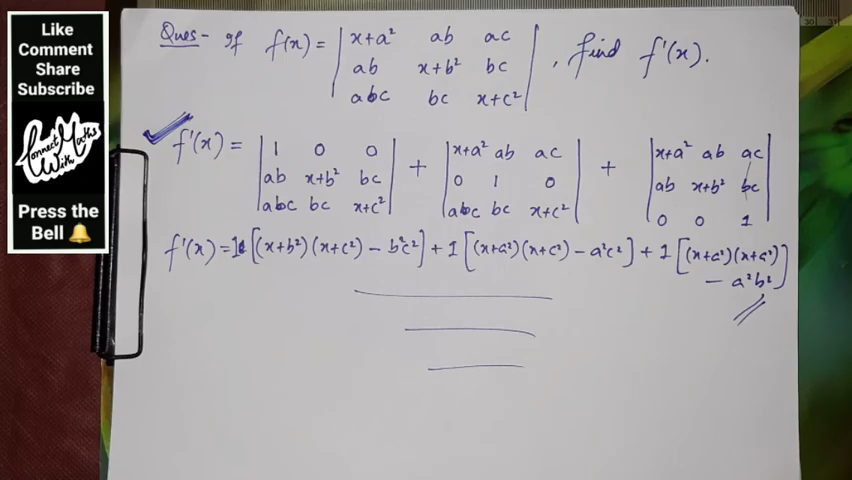 Like
Comment
Share
Subscribe
Connect
With
Maths
Press the
Bell 🔔
Ques- If f(x) = | x+a² ab ac |
| ab x+b² bc | , find f'(x).
| abc bc x+c² |
f'(x) = | 1 0 0 | + | x+a² ab ac | + | x+a² ab ac |
| ab x+b² bc | | 0 1 0 | | ab x+b² bc |
| abc bc x+c² | | abc bc x+c² | | 0 0 1 |
f'(x) = 1[(x+b²)(x+c²) - b²c²] + 1[(x+a²)(x+c²) - a²c²] + 1[(x+a²)(x+a²)
- a²b²]
30 31